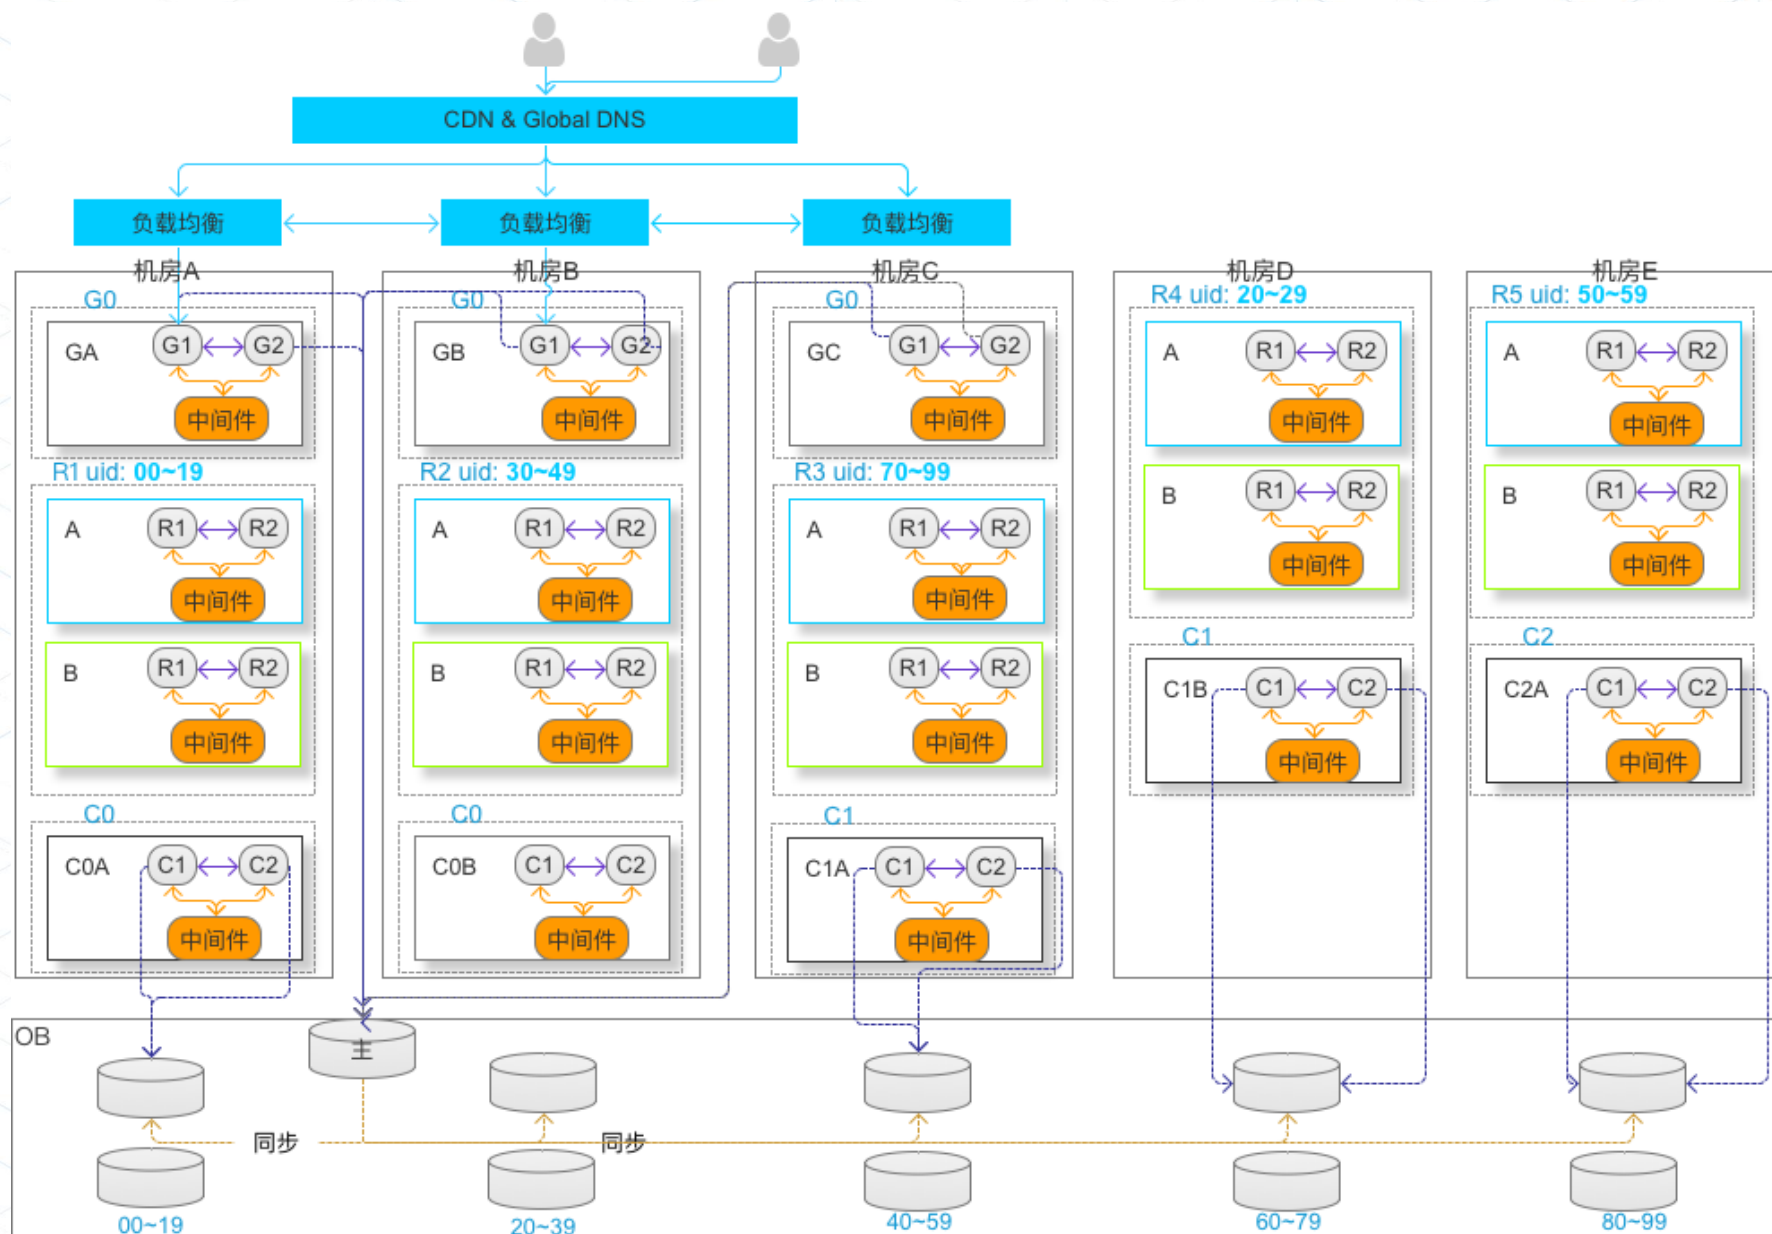 CDN & Global DNS
负载均衡 负载均衡 负载均衡
机房A 机房B 机房C 机房D 机房E
G0 G0 G0 R4 uid: 20~29 R5 uid: 50~59
GA G1 G2 GB G1 G2 GC G1 G2 A R1 R2 A R1 R2
中间件 中间件 中间件 中间件 中间件
R1 uid: 00~19 R2 uid: 30~49 R3 uid: 70~99
B R1 R2 B R1 R2
A R1 R2 A R1 R2 A R1 R2
中间件 中间件
中间件 中间件 中间件
C1 C2
B R1 R2 B R1 R2 B R1 R2 C1B C1 C2 C2A C1 C2
中间件 中间件 中间件 中间件 中间件
C0 C0 C1
C0A C1 C2 C0B C1 C2 C1A C1 C2
中间件 中间件 中间件
OB
主
同步 同步
00~19 20~39 40~59 60~79 80~99